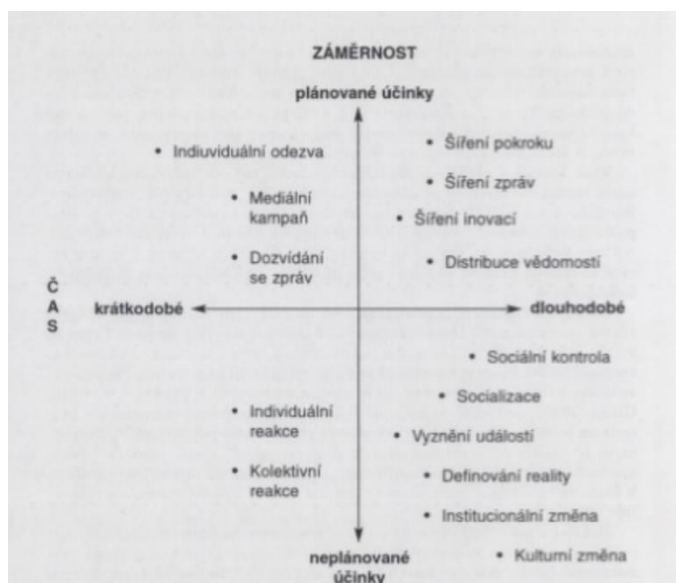 ZÁMĚRNOST
plánované účinky
• Indiuviduální odezva
• Mediální
kampaň
• Dozvídání
se zpráv
• Šíření pokroku
• Šíření zpráv
• Šíření inovací
• Distribuce vědomostí
Č
A
S
krátkodobé
dlouhodobé
• Individuální
reakce
• Kolektivní
reakce
• Sociální kontrola
• Socializace
• Vyznění událostí
• Definování reality
• Institucionální změna
• Kulturní změna
neplánované
účinky